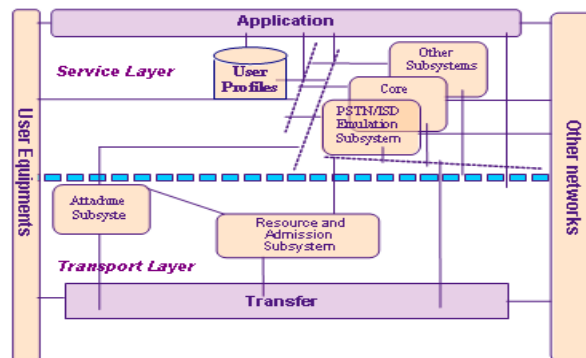 Application
Other
Subsystems
Service Layer
User
Profiles
Core
PSTN/ISD
Emulation
Subsystem
User Equipments
Other networks
Attachme
Subsyste
Resource and
Admission
Subsystem
Transport Layer
Transfer